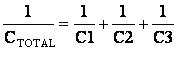 1/C_TOTAL = 1/C1 + 1/C2 + 1/C3